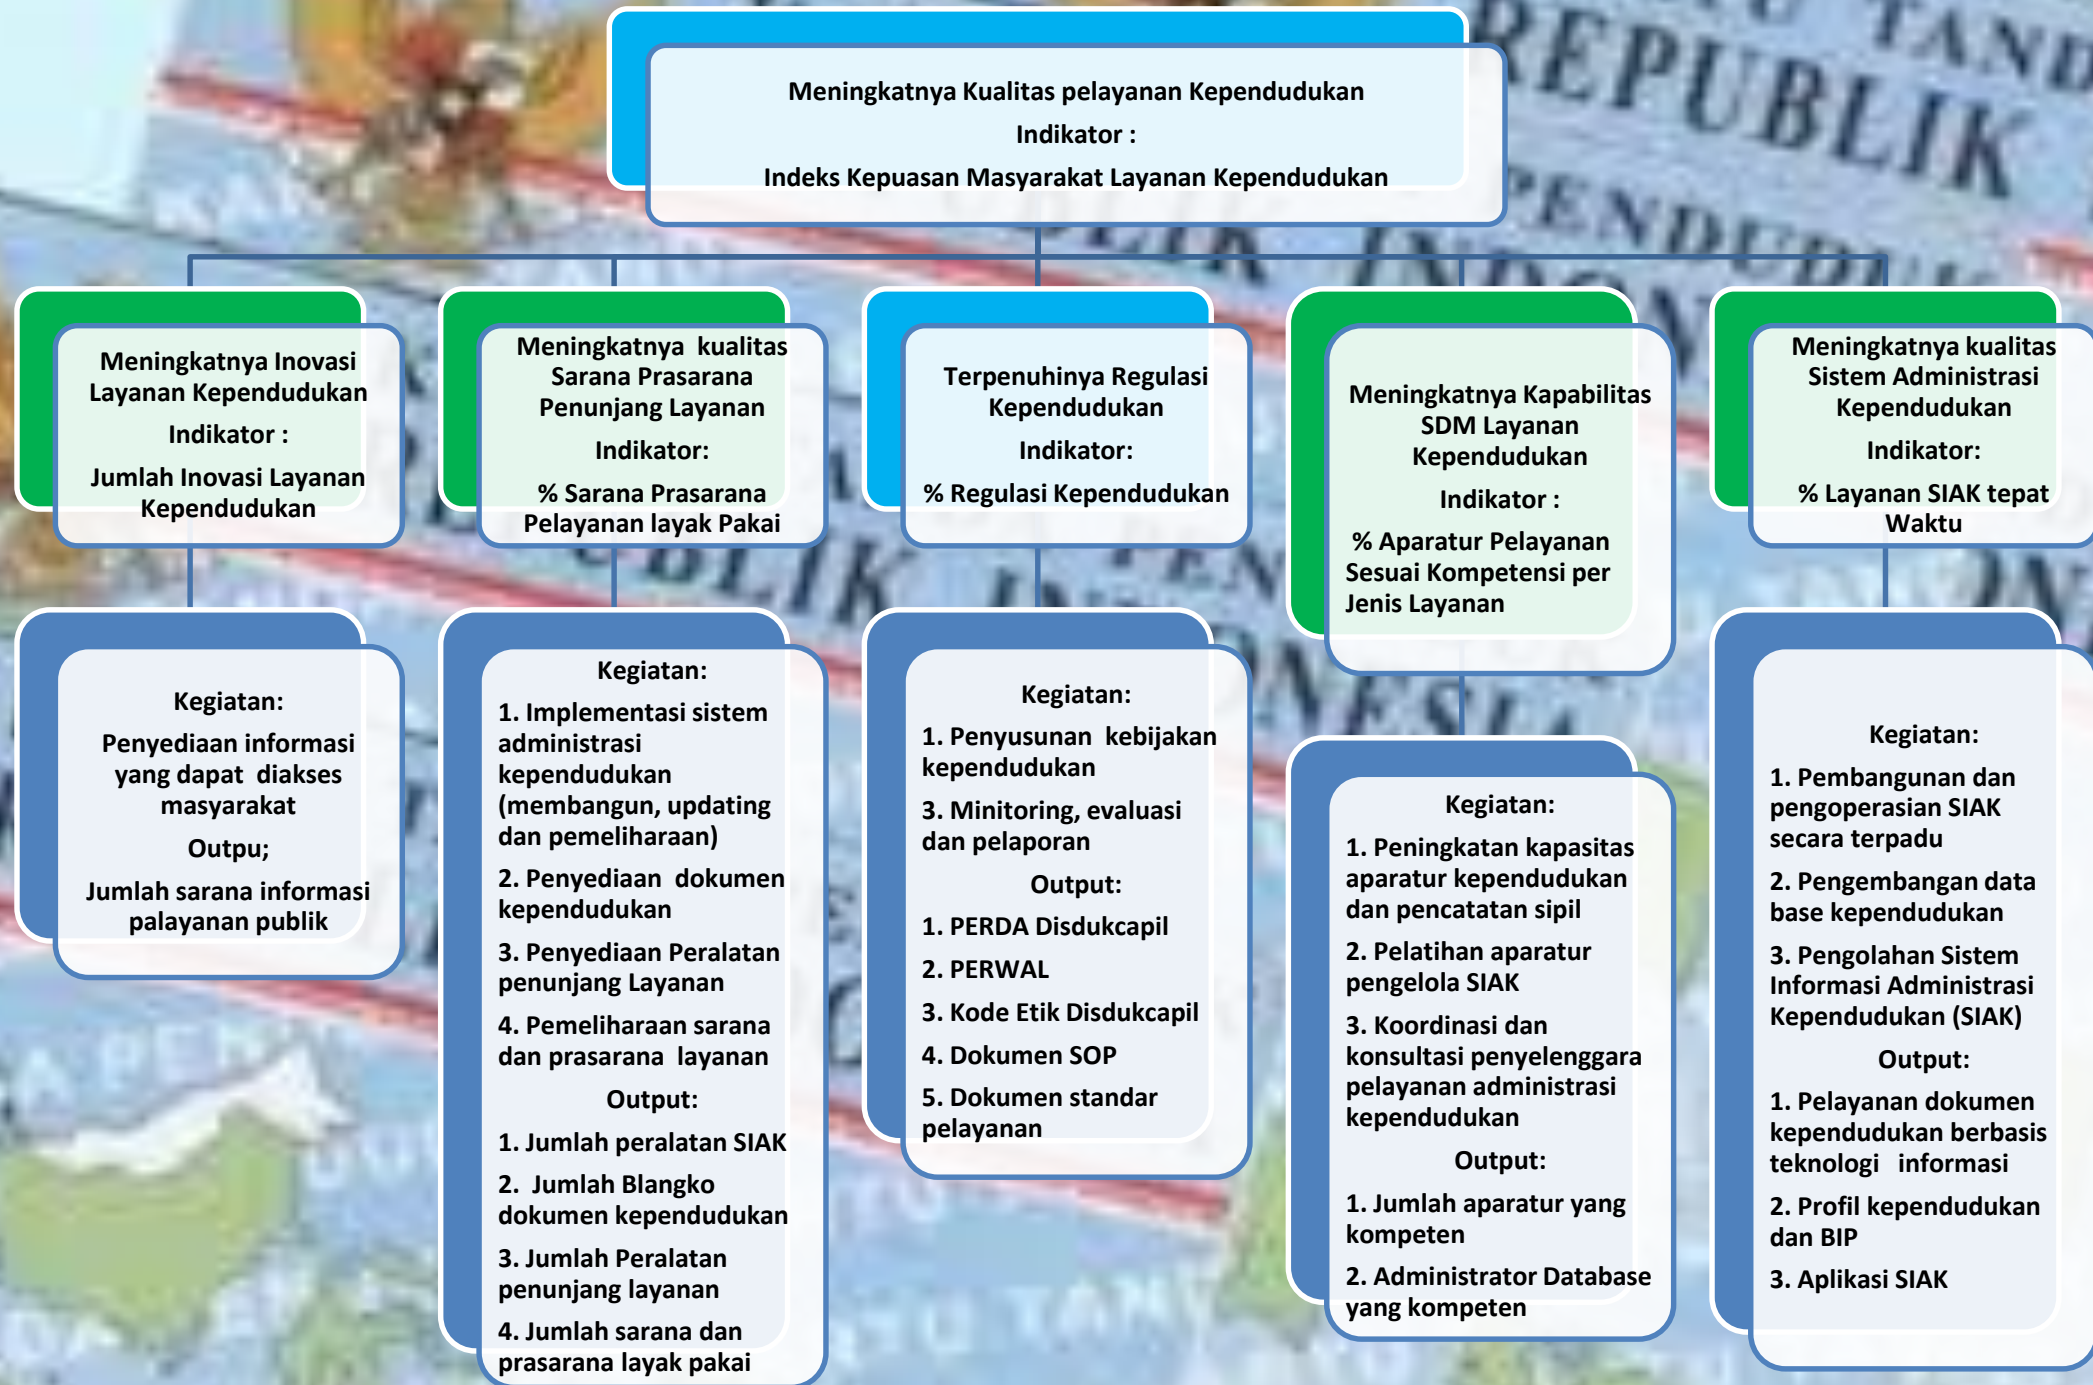 Meningkatnya Kualitas pelayanan Kependudukan
Indikator :
Indeks Kepuasan Masyarakat Layanan Kependudukan
Meningkatnya Inovasi
Layanan Kependudukan
Indikator :
Jumlah Inovasi Layanan
Kependudukan
Meningkatnya  kualitas
Sarana Prasarana
Penunjang Layanan
Indikator:
% Sarana Prasarana
Pelayanan layak Pakai
Terpenuhinya Regulasi
Kependudukan
Indikator:
% Regulasi Kependudukan
Meningkatnya Kapabilitas
SDM Layanan
Kependudukan
Indikator :
% Aparatur Pelayanan
Sesuai Kompetensi per
Jenis Layanan
Meningkatnya kualitas
Sistem Administrasi
Kependudukan
Indikator:
% Layanan SIAK tepat
Waktu
Kegiatan:
Penyediaan informasi
yang dapat  diakses
masyarakat
Outpu;
Jumlah sarana informasi
palayanan publik
Kegiatan:
1. Implementasi sistem
administrasi
kependudukan
(membangun, updating
dan pemeliharaan)
2. Penyediaan  dokumen
kependudukan
3. Penyediaan Peralatan
penunjang Layanan
4. Pemeliharaan sarana
dan prasarana  layanan
Output:
1. Jumlah peralatan SIAK
2.  Jumlah Blangko
dokumen kependudukan
3. Jumlah Peralatan
penunjang layanan
4. Jumlah sarana dan
prasarana layak pakai
Kegiatan:
1. Penyusunan  kebijakan
kependudukan
3. Minitoring, evaluasi
dan pelaporan
Output:
1. PERDA Disdukcapil
2. PERWAL
3. Kode Etik Disdukcapil
4. Dokumen SOP
5. Dokumen standar
pelayanan
Kegiatan:
1. Peningkatan kapasitas
aparatur kependudukan
dan pencatatan sipil
2. Pelatihan aparatur
pengelola SIAK
3. Koordinasi dan
konsultasi penyelenggara
pelayanan administrasi
kependudukan
Output:
1. Jumlah aparatur yang
kompeten
2. Administrator Database
yang kompeten
Kegiatan:
1. Pembangunan dan
pengoperasian SIAK
secara terpadu
2. Pengembangan data
base kependudukan
3. Pengolahan Sistem
Informasi Administrasi
Kependudukan (SIAK)
Output:
1. Pelayanan dokumen
kependudukan berbasis
teknologi   informasi
2. Profil kependudukan
dan BIP
3. Aplikasi SIAK
TAND
REPUBLIK
PENDUDUK